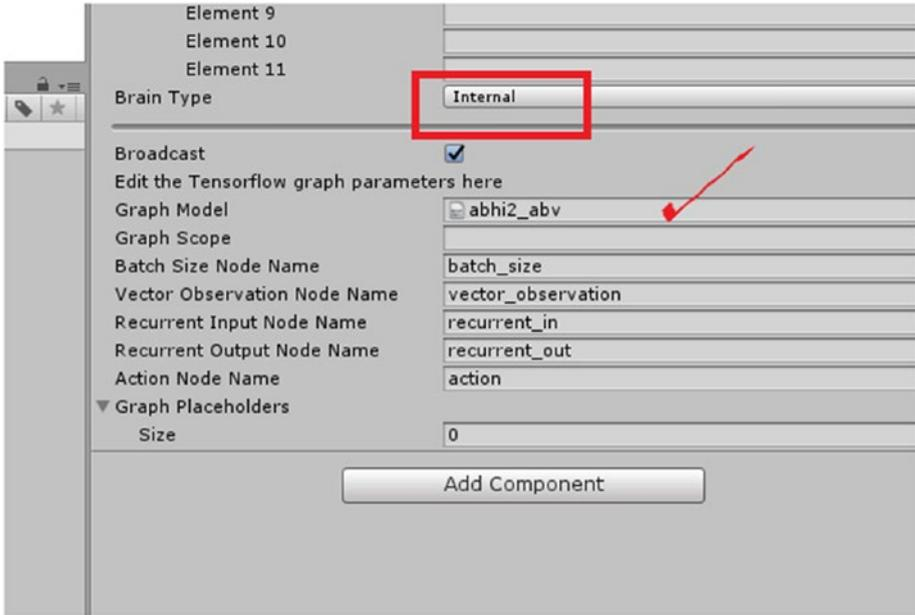 Element 9
Element 10
Element 11
Brain Type Internal
Broadcast
Edit the Tensorflow graph parameters here
Graph Model abhi2_abv
Graph Scope
Batch Size Node Name batch_size
Vector Observation Node Name vector_observation
Recurrent Input Node Name recurrent_in
Recurrent Output Node Name recurrent_out
Action Node Name action
Graph Placeholders
Size 0
Add Component